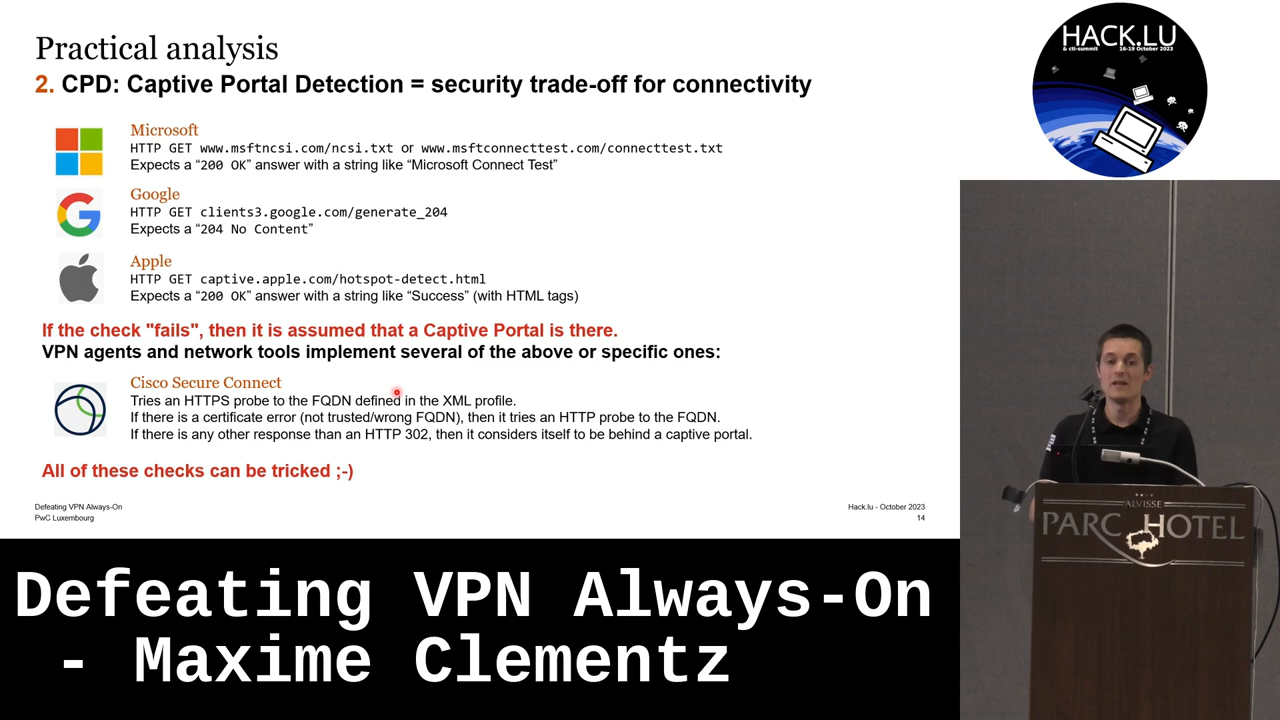 Practical analysis
2. CPD: Captive Portal Detection = security trade-off for connectivity
Microsoft
HTTP GET www.msftncsi.com/ncsi.txt or www.msftconnecttest.com/connecttest.txt
Expects a “200 OK” answer with a string like “Microsoft Connect Test”
Google
HTTP GET clients3.google.com/generate_204
Expects a “204 No Content”
Apple
HTTP GET captive.apple.com/hotspot-detect.html
Expects a “200 OK” answer with a string like “Success” (with HTML tags)
If the check "fails", then it is assumed that a Captive Portal is there.
VPN agents and network tools implement several of the above or specific ones:
Cisco Secure Connect
Tries an HTTPS probe to the FQDN defined in the XML profile.
If there is a certificate error (not trusted/wrong FQDN), then it tries an HTTP probe to the FQDN.
If there is any other response than an HTTP 302, then it considers itself to be behind a captive portal.
All of these checks can be tricked ;-)
Defeating VPN Always-On
PwC Luxembourg
Hack.lu - October 2023
14
HACK.LU
& cti-summit 16-19 October 2023
ALVISSE
PARC HOTEL
Defeating VPN Always-On
- Maxime Clementz